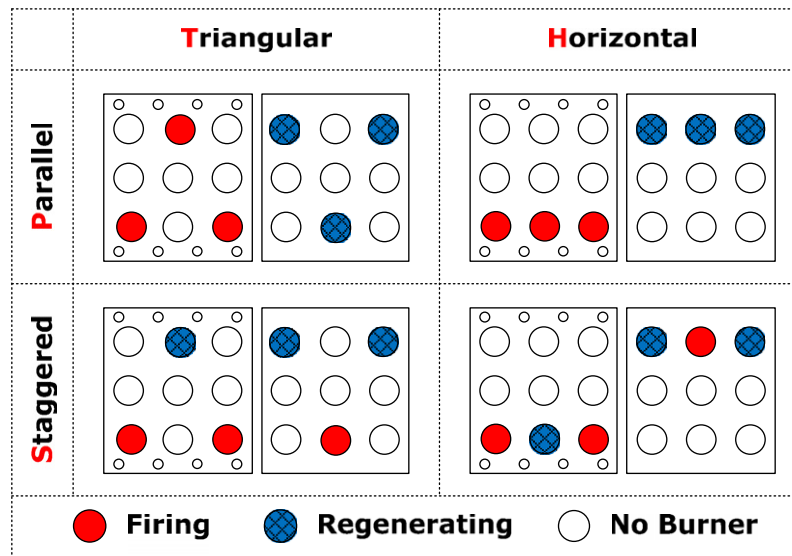 Triangular
Horizontal
Parallel
Staggered
Firing
Regenerating
No Burner